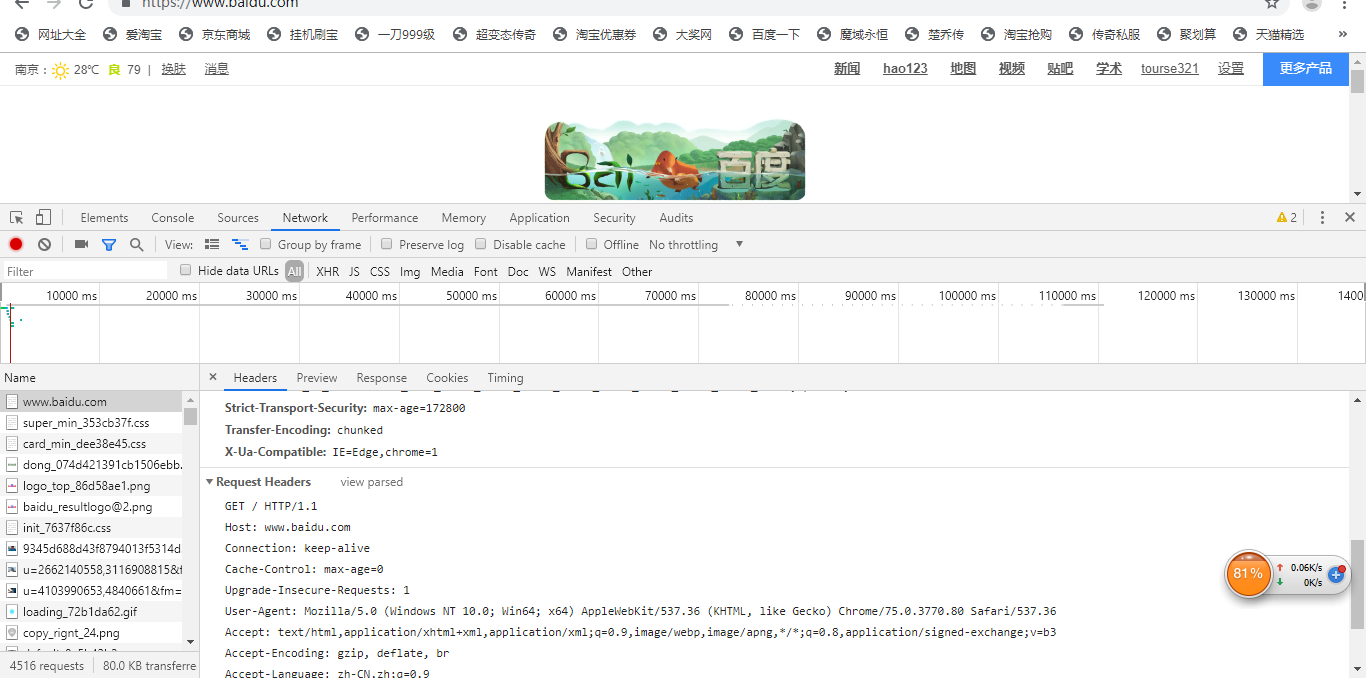 https://www.baidu.com
网址大全 爱淘宝 京东商城 挂机刷宝 一刀999级 超变态传奇 淘宝优惠券 大奖网 百度一下 魔域永恒 楚乔传 淘宝抢购 传奇私服 聚划算 天猫精选 »
南京： 28℃ 良 79 | 换肤 消息 新闻 hao123 地图 视频 贴吧 学术 tourse321 设置 更多产品
Bai 百度
Elements Console Sources Network Performance Memory Application Security Audits 2
View: Group by frame Preserve log Disable cache Offline No throttling
Filter Hide data URLs All XHR JS CSS Img Media Font Doc WS Manifest Other
10000 ms 20000 ms 30000 ms 40000 ms 50000 ms 60000 ms 70000 ms 80000 ms 90000 ms 100000 ms 110000 ms 120000 ms 130000 ms 1400
Name Headers Preview Response Cookies Timing
www.baidu.com
super_min_353cb37f.css
card_min_dee38e45.css
dong_074d421391cb1506ebb.
logo_top_86d58ae1.png
baidu_resultlogo@2.png
init_7637f86c.css
9345d688d43f8794013f5314d
u=2662140558,3116908815&f
u=4103990653,4840661&fm=
loading_72b1da62.gif
copy_rignt_24.png
4516 requests 80.0 KB transferre
Strict-Transport-Security: max-age=172800
Transfer-Encoding: chunked
X-Ua-Compatible: IE=Edge,chrome=1
Request Headers view parsed
GET / HTTP/1.1
Host: www.baidu.com
Connection: keep-alive
Cache-Control: max-age=0
Upgrade-Insecure-Requests: 1
User-Agent: Mozilla/5.0 (Windows NT 10.0; Win64; x64) AppleWebKit/537.36 (KHTML, like Gecko) Chrome/75.0.3770.80 Safari/537.36
Accept: text/html,application/xhtml+xml,application/xml;q=0.9,image/webp,image/apng,*/*;q=0.8,application/signed-exchange;v=b3
Accept-Encoding: gzip, deflate, br
Accept-Language: zh-CN,zh;q=0.9
81% 0.06K/s
0K/s